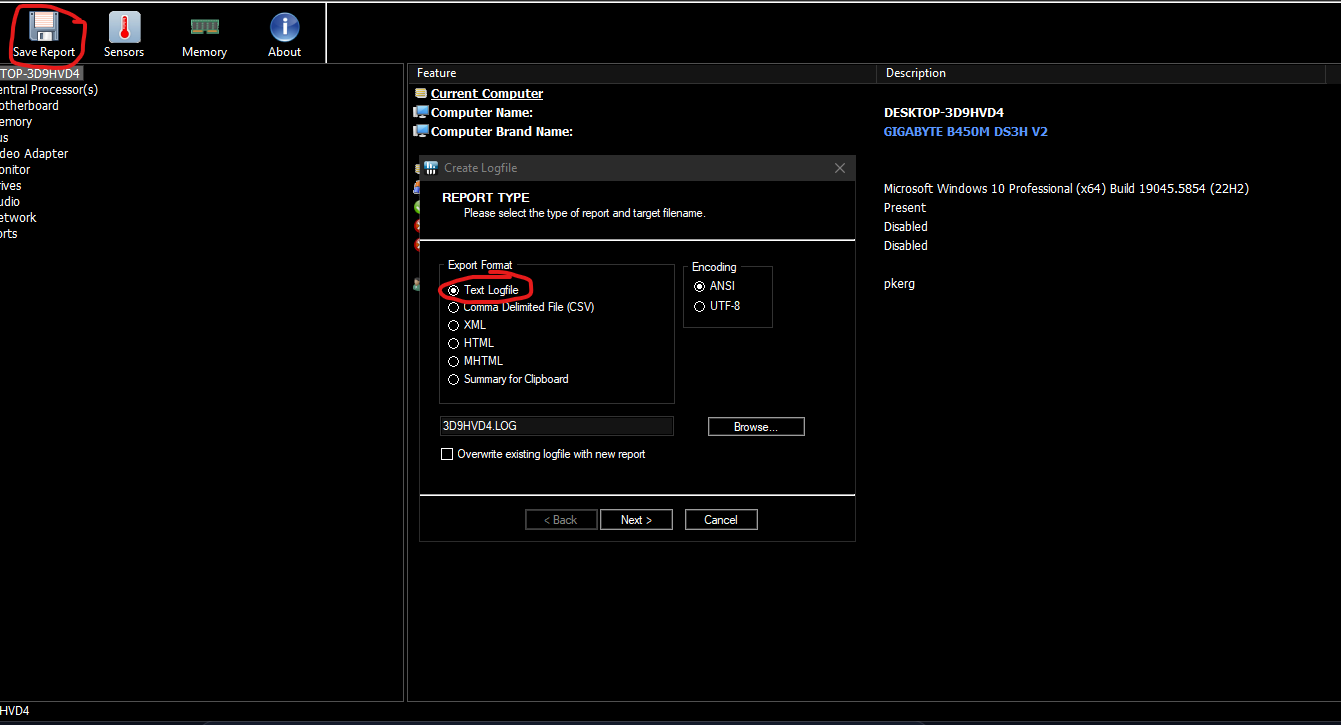 Save Report
Sensors
Memory
About
TOP-3D9HVD4
entral Processor(s)
otherboard
emory
us
deo Adapter
onitor
rives
udio
etwork
orts
Feature
Description
Current Computer
Computer Name:
DESKTOP-3D9HVD4
Computer Brand Name:
GIGABYTE B450M DS3H V2
Create Logfile
REPORT TYPE
Please select the type of report and target filename.
Microsoft Windows 10 Professional (x64) Build 19045.5854 (22H2)
Present
Disabled
Disabled
pkerg
Export Format
Text Logfile
Comma Delimited File (CSV)
XML
HTML
MHTML
Summary for Clipboard
Encoding
ANSI
UTF-8
3D9HVD4.LOG
Browse...
Overwrite existing logfile with new report
< Back
Next >
Cancel
HVD4